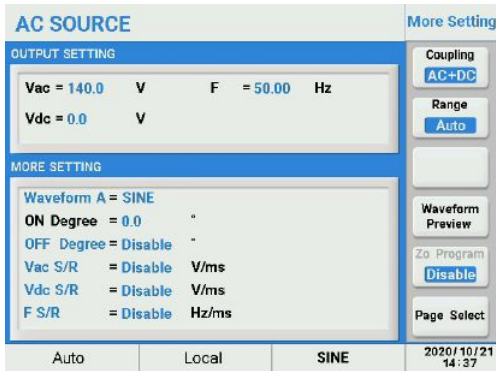 AC SOURCE
More Setting
OUTPUT SETTING
Vac = 140.0 V F = 50.00 Hz
Vdc = 0.0 V
MORE SETTING
Waveform A = SINE
ON Degree = 0.0 °
OFF Degree = Disable °
Vac S/R = Disable V/ms
Vdc S/R = Disable V/ms
F S/R = Disable Hz/ms
Coupling
AC+DC
Range
Auto
Waveform
Preview
Zo Program
Disable
Page Select
Auto Local SINE
2020/10/21
14:37